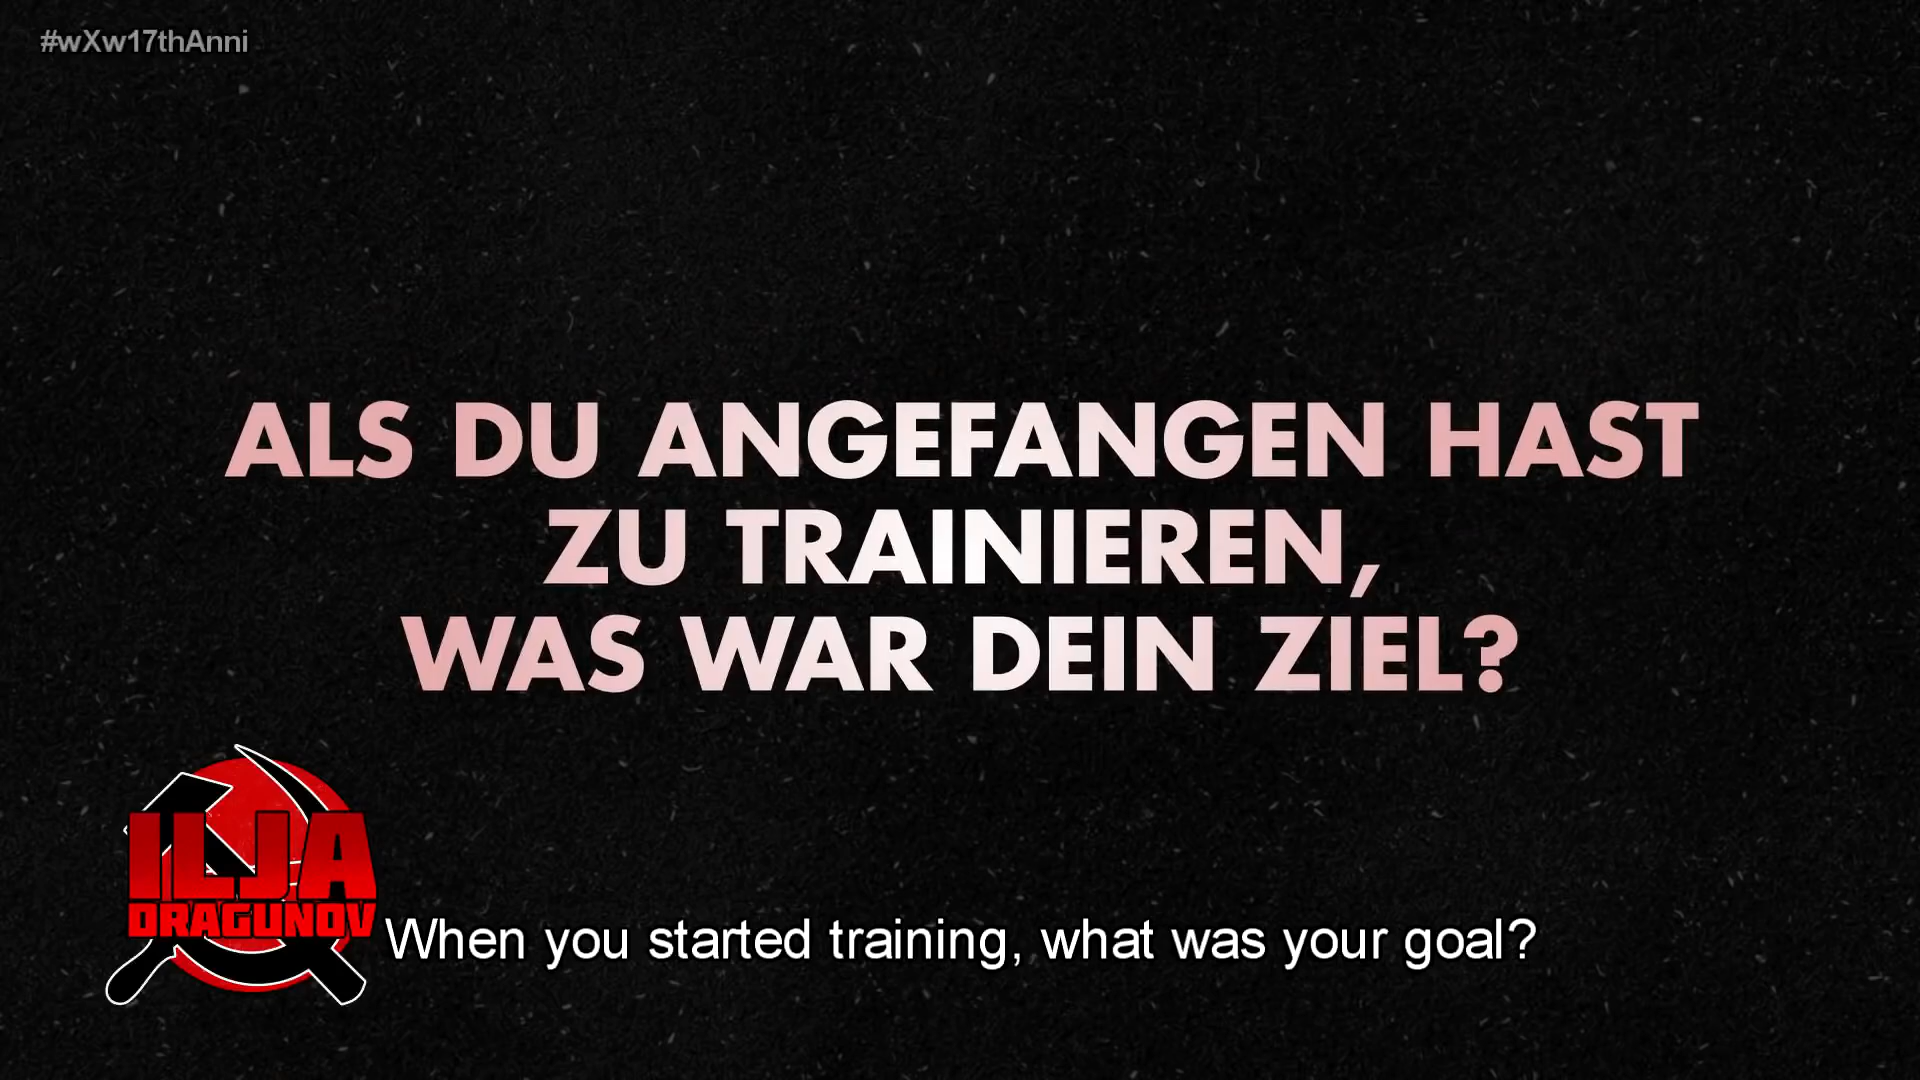 #wXw17thAnni
ALS DU ANGEFANGEN HAST
ZU TRAINIEREN,
WAS WAR DEIN ZIEL?
ILJA
DRAGUNOV
When you started training, what was your goal?